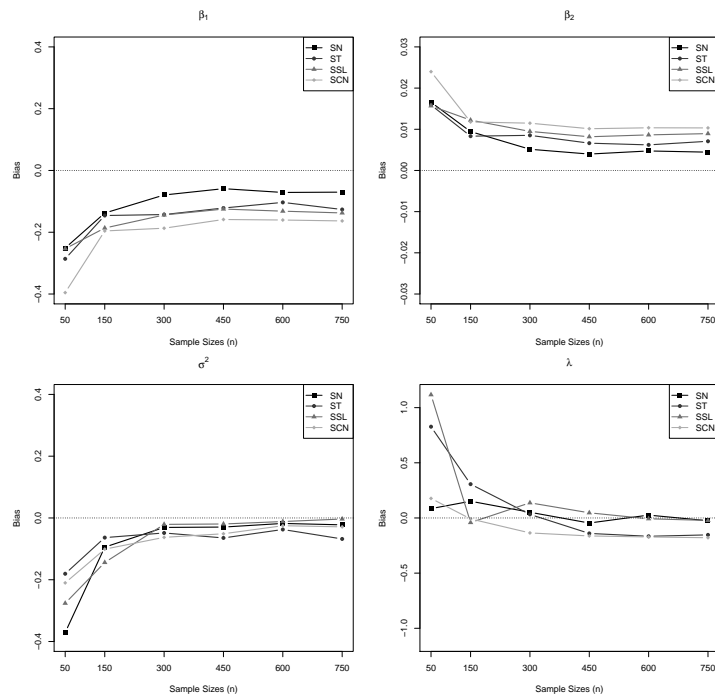 β₁
0.4
0.2
0.0
−0.2
−0.4
Bias
50 150 300 450 600 750
Sample Sizes (n)
SN
ST
SSL
SCN
β₂
0.03
0.02
0.01
0.00
−0.01
−0.02
−0.03
Bias
50 150 300 450 600 750
Sample Sizes (n)
SN
ST
SSL
SCN
σ²
0.4
0.2
0.0
−0.2
−0.4
Bias
50 150 300 450 600 750
Sample Sizes (n)
SN
ST
SSL
SCN
λ
1.0
0.5
0.0
−0.5
−1.0
Bias
50 150 300 450 600 750
Sample Sizes (n)
SN
ST
SSL
SCN